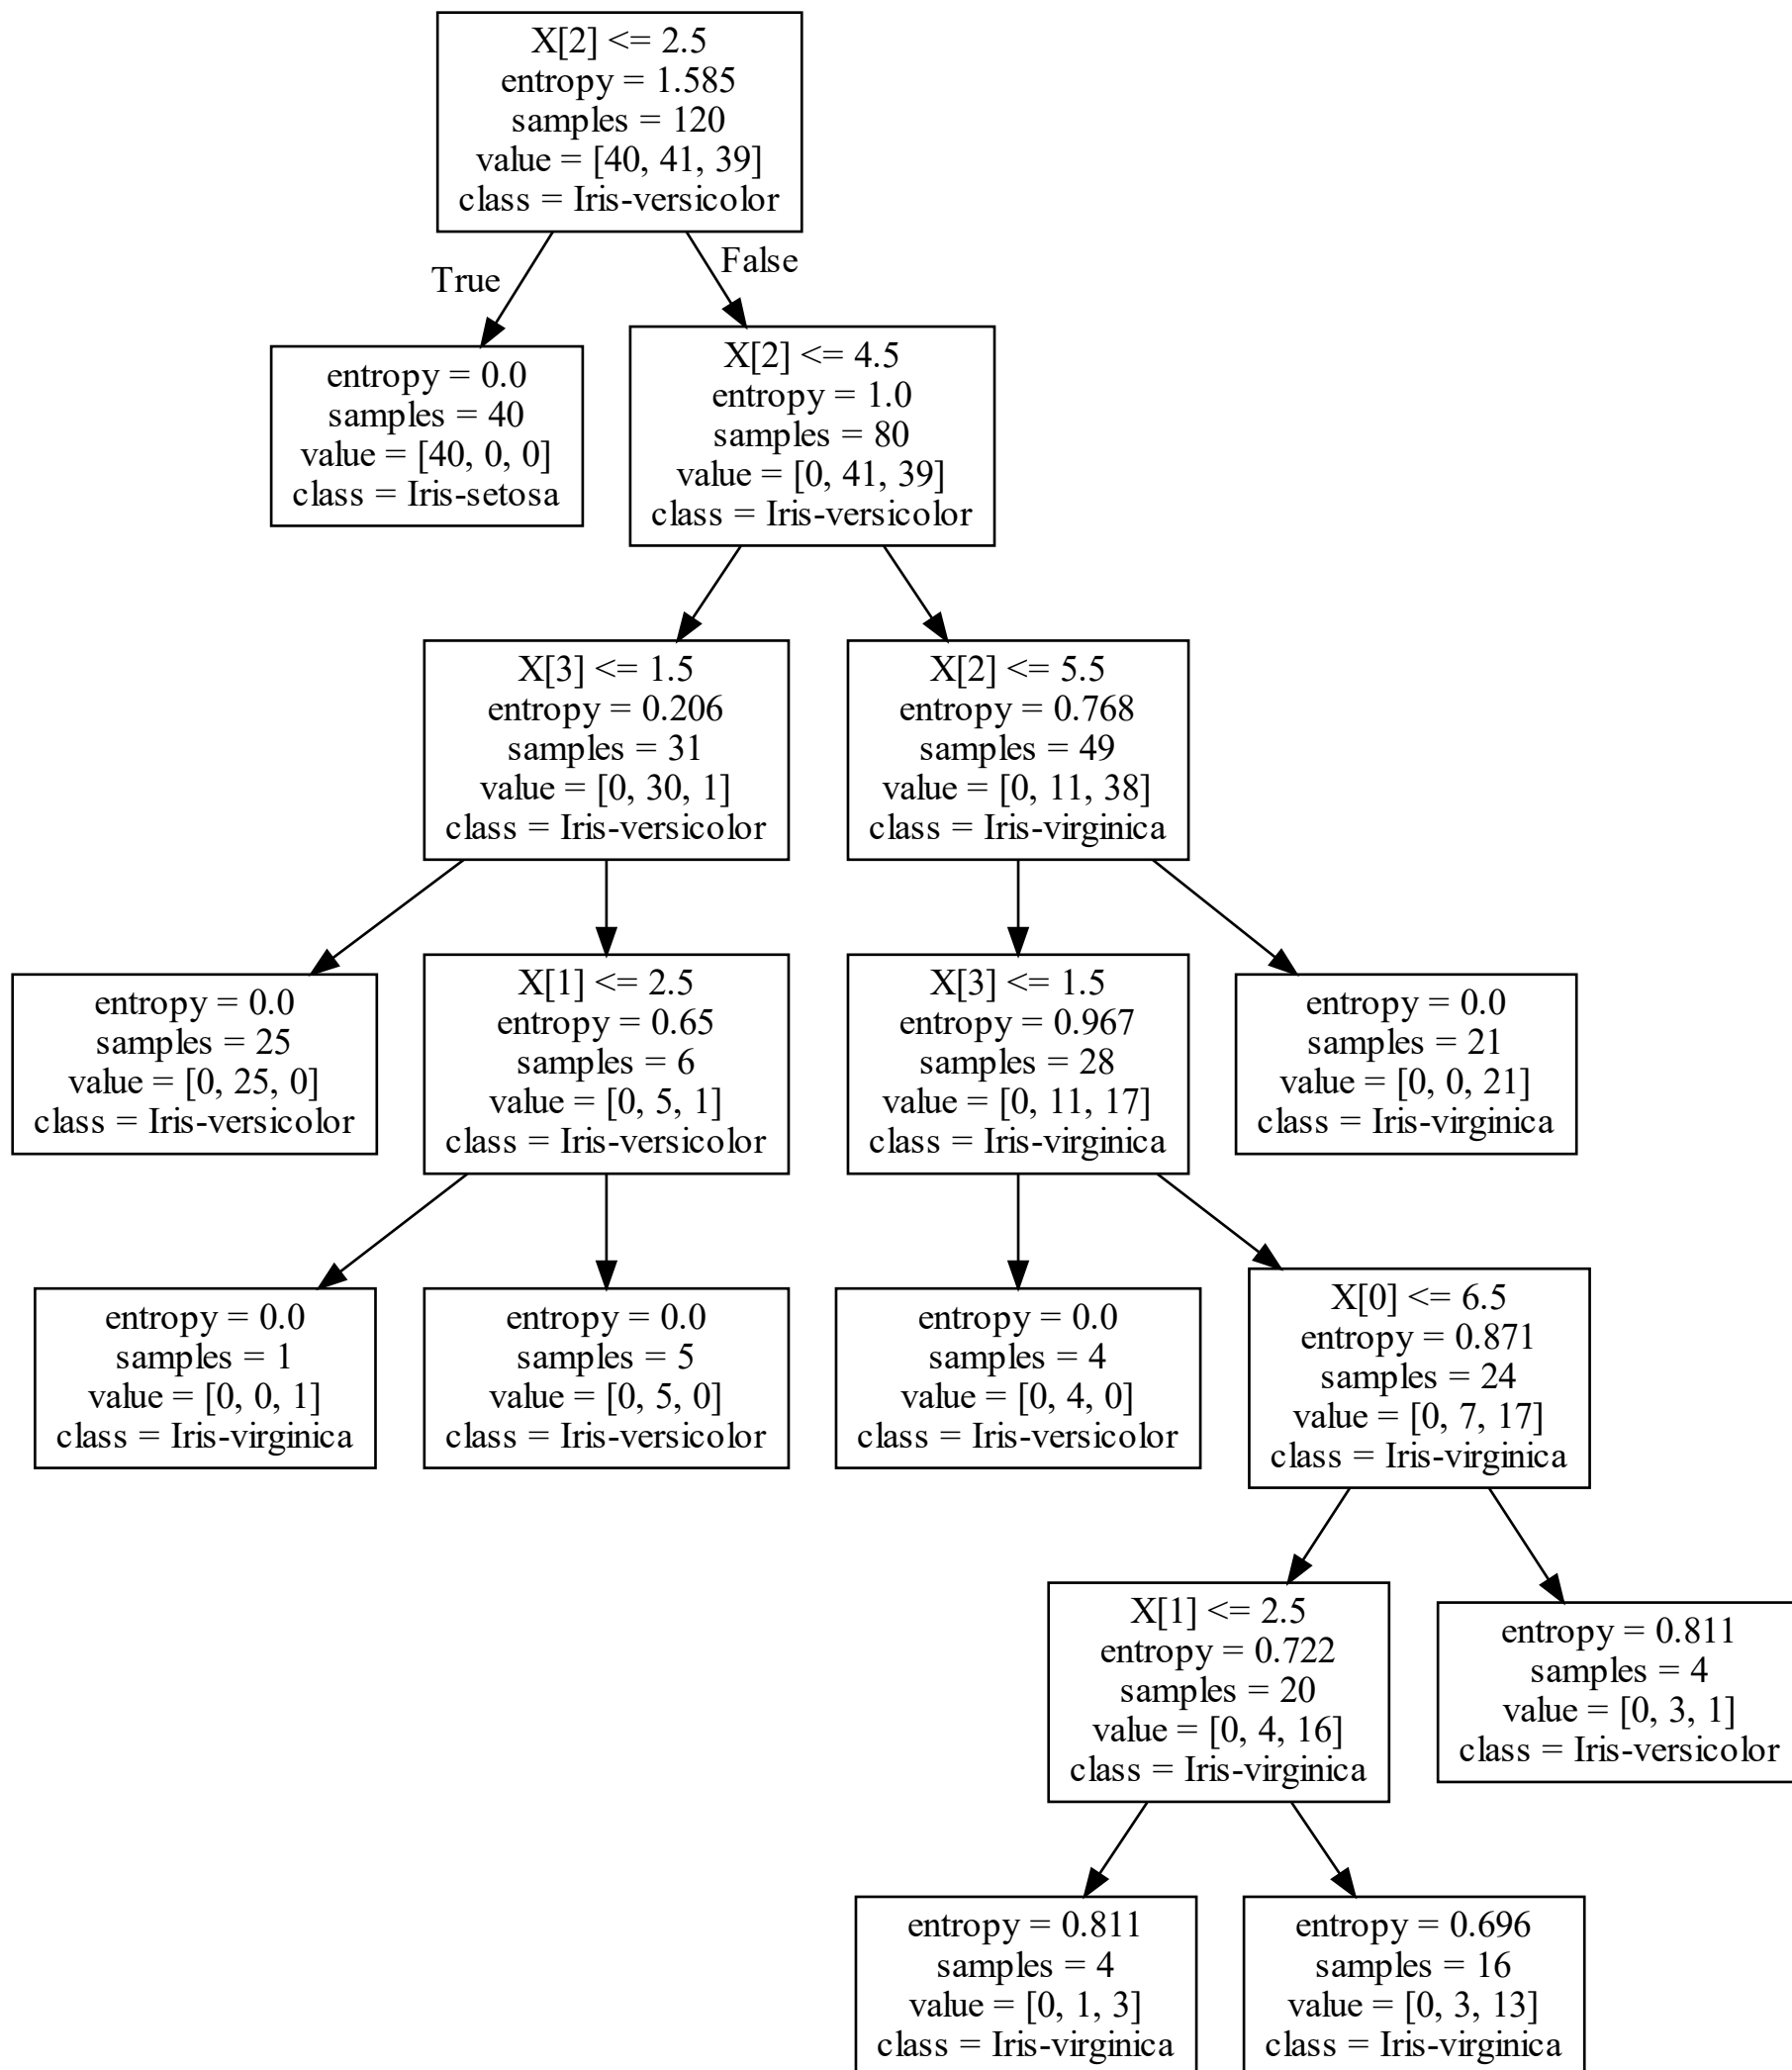 X[2] <= 2.5
entropy = 1.585
samples = 120
value = [40, 41, 39]
class = Iris-versicolor
True
False
entropy = 0.0
samples = 40
value = [40, 0, 0]
class = Iris-setosa
X[2] <= 4.5
entropy = 1.0
samples = 80
value = [0, 41, 39]
class = Iris-versicolor
X[3] <= 1.5
entropy = 0.206
samples = 31
value = [0, 30, 1]
class = Iris-versicolor
X[2] <= 5.5
entropy = 0.768
samples = 49
value = [0, 11, 38]
class = Iris-virginica
entropy = 0.0
samples = 25
value = [0, 25, 0]
class = Iris-versicolor
X[1] <= 2.5
entropy = 0.65
samples = 6
value = [0, 5, 1]
class = Iris-versicolor
X[3] <= 1.5
entropy = 0.967
samples = 28
value = [0, 11, 17]
class = Iris-virginica
entropy = 0.0
samples = 21
value = [0, 0, 21]
class = Iris-virginica
entropy = 0.0
samples = 1
value = [0, 0, 1]
class = Iris-virginica
entropy = 0.0
samples = 5
value = [0, 5, 0]
class = Iris-versicolor
entropy = 0.0
samples = 4
value = [0, 4, 0]
class = Iris-versicolor
X[0] <= 6.5
entropy = 0.871
samples = 24
value = [0, 7, 17]
class = Iris-virginica
X[1] <= 2.5
entropy = 0.722
samples = 20
value = [0, 4, 16]
class = Iris-virginica
entropy = 0.811
samples = 4
value = [0, 3, 1]
class = Iris-versicolor
entropy = 0.811
samples = 4
value = [0, 1, 3]
class = Iris-virginica
entropy = 0.696
samples = 16
value = [0, 3, 13]
class = Iris-virginica